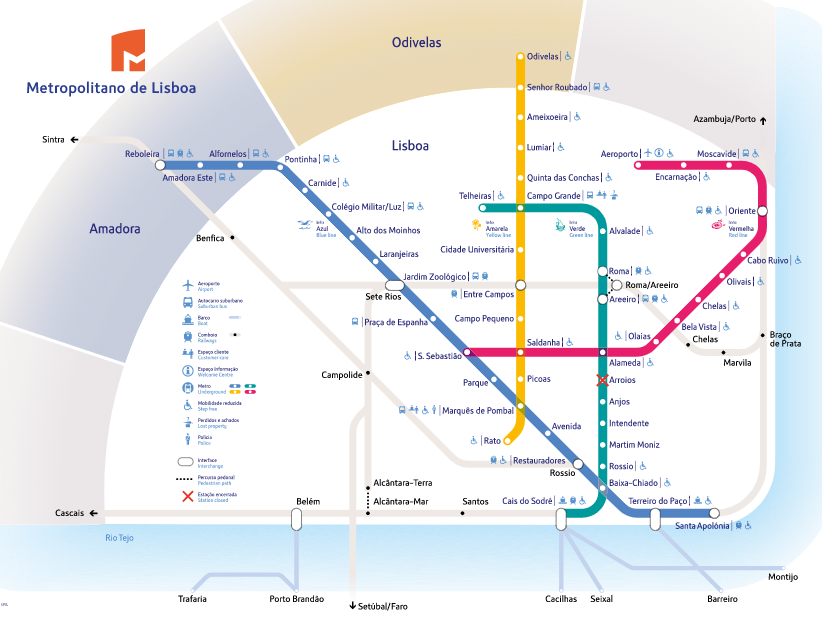 Metropolitano de Lisboa
Odivelas
Lisboa
Amadora
Sintra
Reboleira
Alfornelos
Amadora Este
Pontinha
Carnide
Colégio Militar/Luz
Alto dos Moinhos
Laranjeiras
Jardim Zoológico
Sete Rios
Praça de Espanha
S. Sebastião
Parque
Marquês de Pombal
Avenida
Restauradores
Rossio
Baixa-Chiado
Terreiro do Paço
Santa Apolónia
Odivelas
Senhor Roubado
Ameixoeira
Lumiar
Quinta das Conchas
Campo Grande
Cidade Universitária
Entre Campos
Campo Pequeno
Saldanha
Picoas
Rato
Telheiras
Alvalade
Roma
Roma/Areeiro
Areeiro
Alameda
Arroios
Anjos
Intendente
Martim Moniz
Rossio
Cais do Sodré
Azambuja/Porto
Aeroporto
Moscavide
Encarnação
Oriente
Cabo Ruivo
Olivais
Chelas
Bela Vista
Olaias
Chelas
Marvila
Braço
de Prata
linha
Azul
Blue line
linha
Amarela
Yellow line
linha
Verde
Green line
linha
Vermelha
Red line
Benfica
Campolide
Alcântara-Terra
Alcântara-Mar
Santos
Belém
Cascais
Rio Tejo
Trafaria
Porto Brandão
Setúbal/Faro
Cacilhas
Seixal
Barreiro
Montijo
Aeroporto
Airport
Autocarro suburbano
Suburban bus
Barco
Boat
Comboio
Railways
Espaço cliente
Customer care
Espaço Informação
Welcome Centre
Metro
Underground
Mobilidade reduzida
Step free
Perdidos e achados
Lost property
Polícia
Police
Interface
Interchange
Percurso pedonal
Pedestrian path
Estação encerrada
Station closed